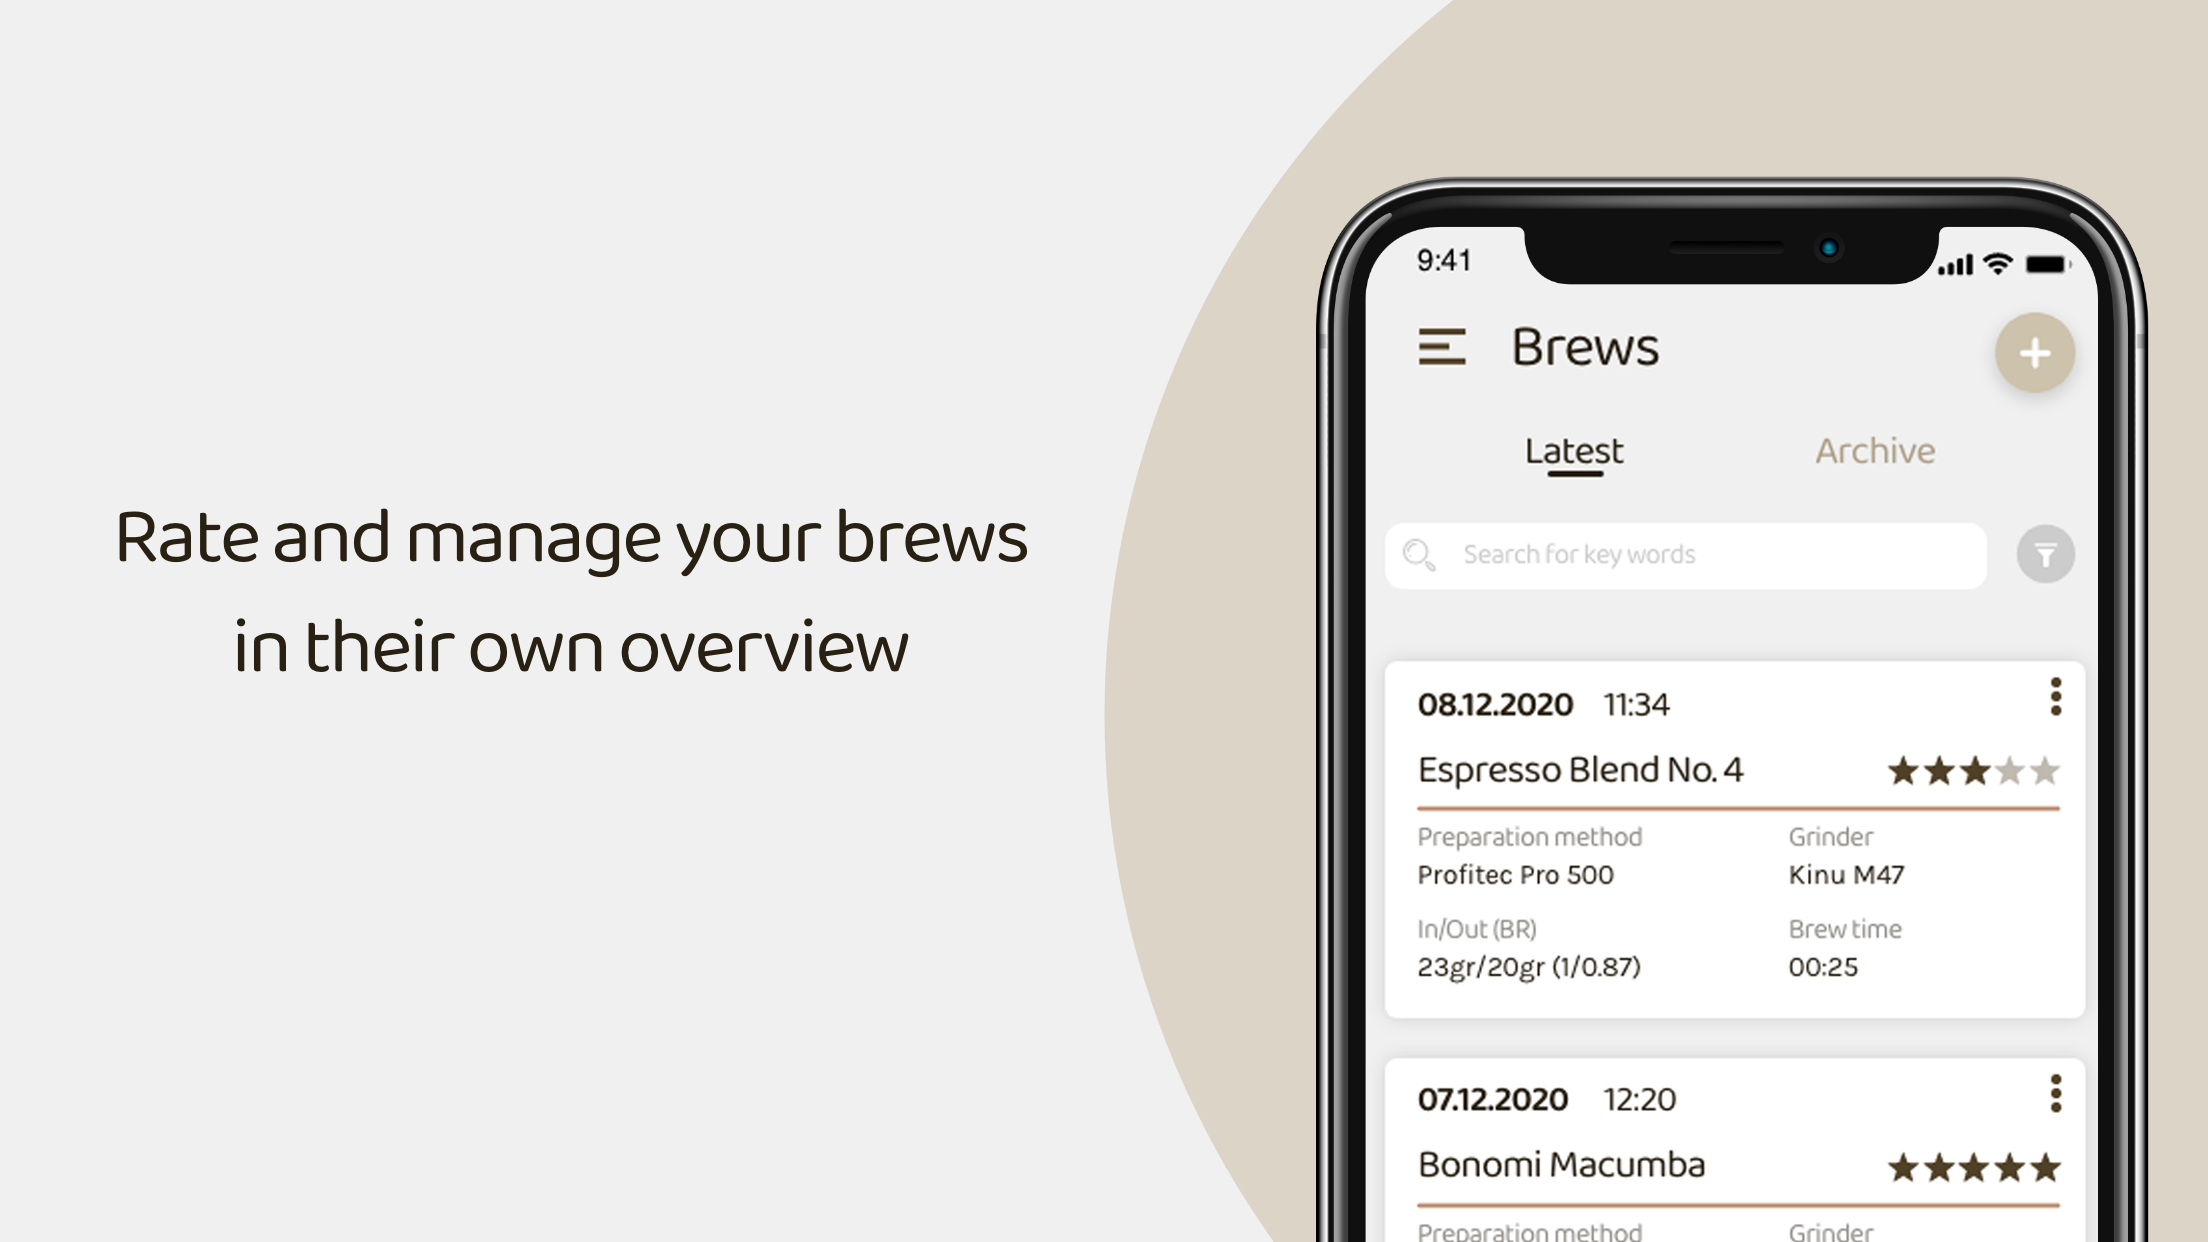 Rate and manage your brews
in their own overview
9:41
Brews
Latest Archive
Search for key words
08.12.2020 11:34
Espresso Blend No. 4
Preparation method Grinder
Profitec Pro 500 Kinu M47
In/Out (BR) Brew time
23gr/20gr (1/0.87) 00:25
07.12.2020 12:20
Bonomi Macumba
Preparation method Grinder